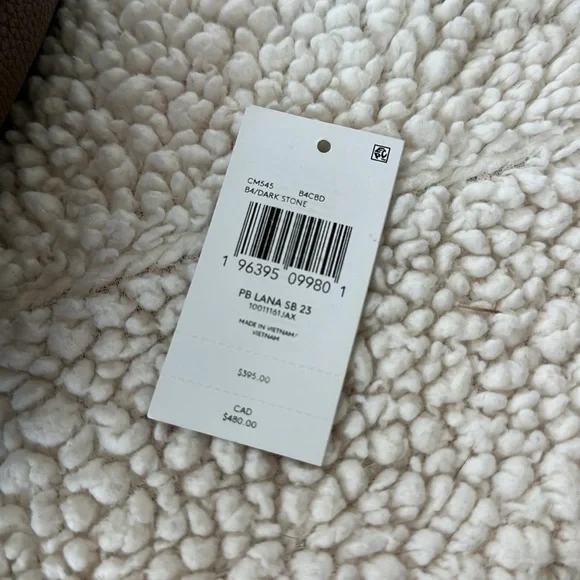 CM545 B4CBD
B4/DARK STONE
1 96395 09980 1
PB LANA SB 23
10011161JAX
MADE IN VIETNAM/
VIETNAM
$395.00
CAD
$480.00